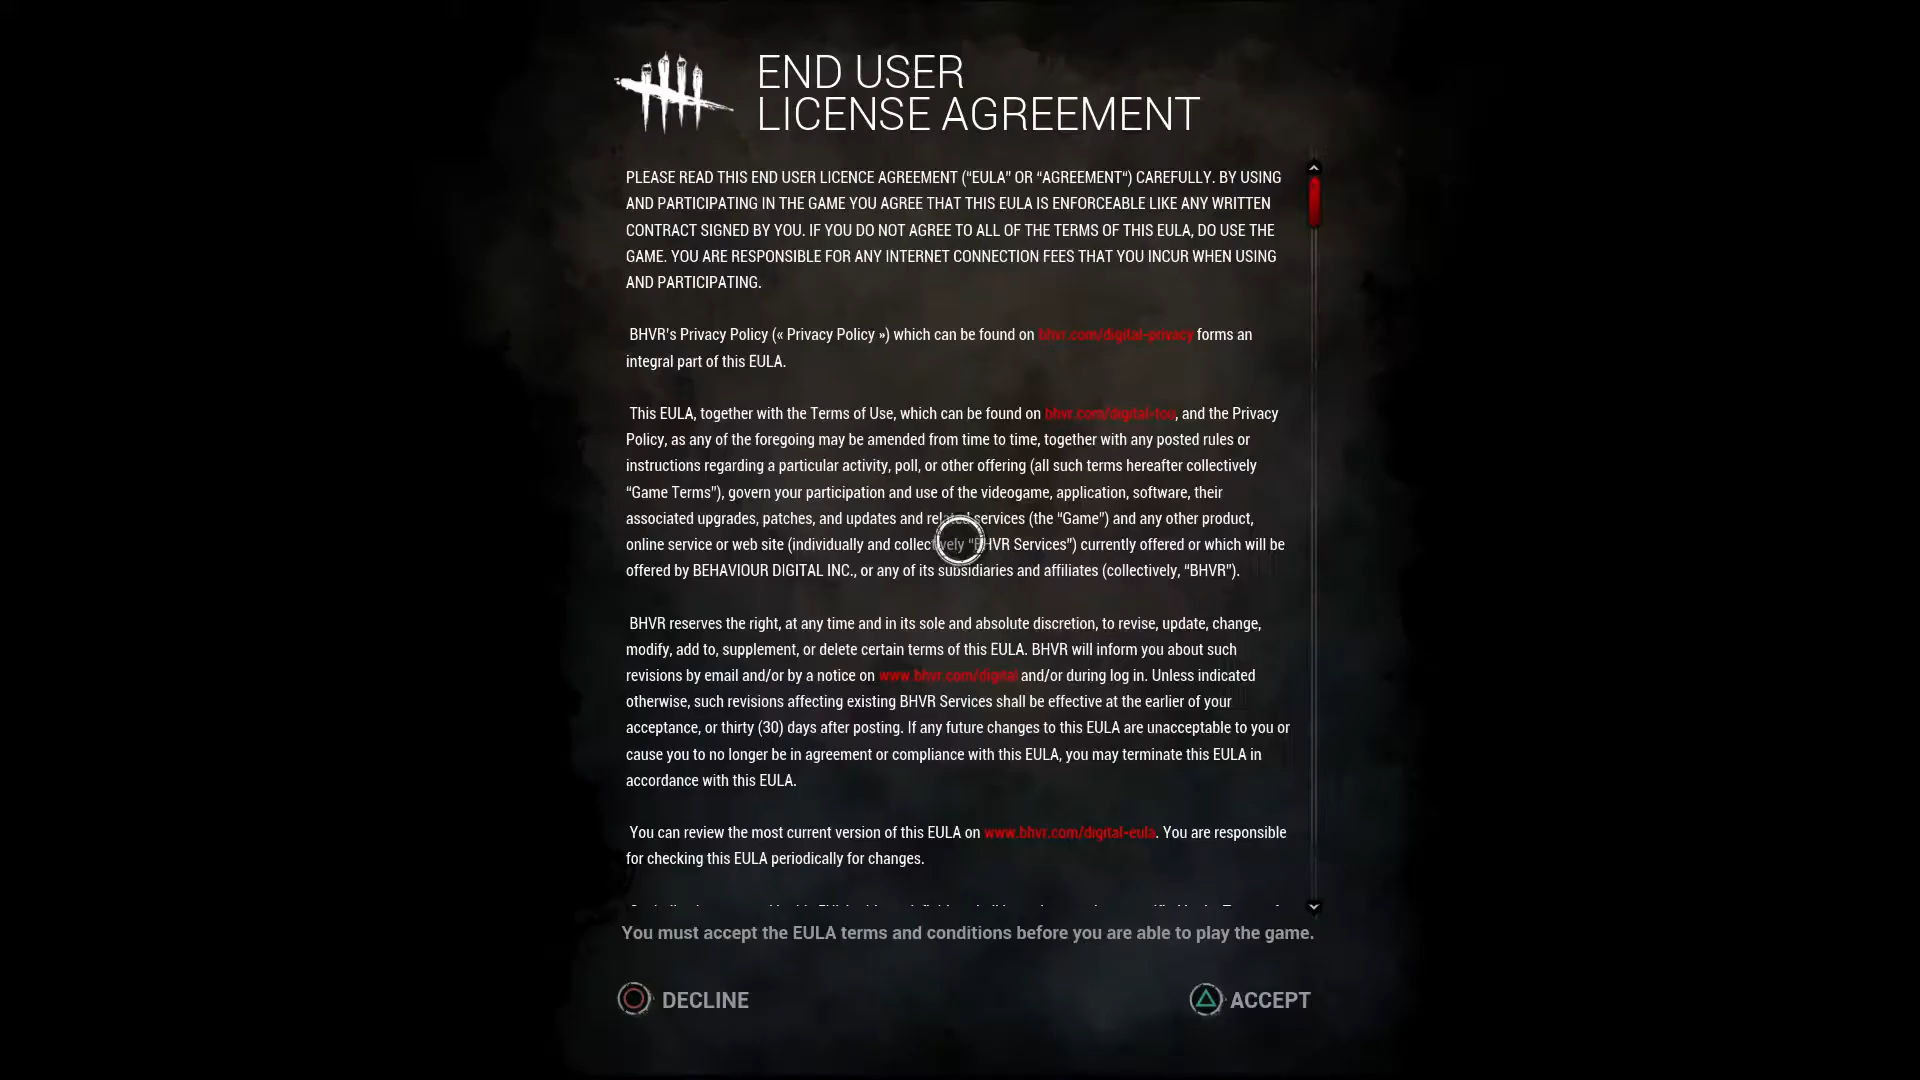 END USER
LICENSE AGREEMENT
PLEASE READ THIS END USER LICENCE AGREEMENT (“EULA” OR “AGREEMENT“) CAREFULLY. BY USING
AND PARTICIPATING IN THE GAME YOU AGREE THAT THIS EULA IS ENFORCEABLE LIKE ANY WRITTEN
CONTRACT SIGNED BY YOU. IF YOU DO NOT AGREE TO ALL OF THE TERMS OF THIS EULA, DO USE THE
GAME. YOU ARE RESPONSIBLE FOR ANY INTERNET CONNECTION FEES THAT YOU INCUR WHEN USING
AND PARTICIPATING.
BHVR’s Privacy Policy (« Privacy Policy ») which can be found on bhvr.com/digital-privacy forms an
integral part of this EULA.
This EULA, together with the Terms of Use, which can be found on bhvr.com/digital-tou, and the Privacy
Policy, as any of the foregoing may be amended from time to time, together with any posted rules or
instructions regarding a particular activity, poll, or other offering (all such terms hereafter collectively
“Game Terms”), govern your participation and use of the videogame, application, software, their
associated upgrades, patches, and updates and related services (the “Game”) and any other product,
online service or web site (individually and collectively “BHVR Services”) currently offered or which will be
offered by BEHAVIOUR DIGITAL INC., or any of its subsidiaries and affiliates (collectively, “BHVR”).
BHVR reserves the right, at any time and in its sole and absolute discretion, to revise, update, change,
modify, add to, supplement, or delete certain terms of this EULA. BHVR will inform you about such
revisions by email and/or by a notice on www.bhvr.com/digital and/or during log in. Unless indicated
otherwise, such revisions affecting existing BHVR Services shall be effective at the earlier of your
acceptance, or thirty (30) days after posting. If any future changes to this EULA are unacceptable to you or
cause you to no longer be in agreement or compliance with this EULA, you may terminate this EULA in
accordance with this EULA.
You can review the most current version of this EULA on www.bhvr.com/digital-eula. You are responsible
for checking this EULA periodically for changes.
You must accept the EULA terms and conditions before you are able to play the game.
DECLINE
ACCEPT